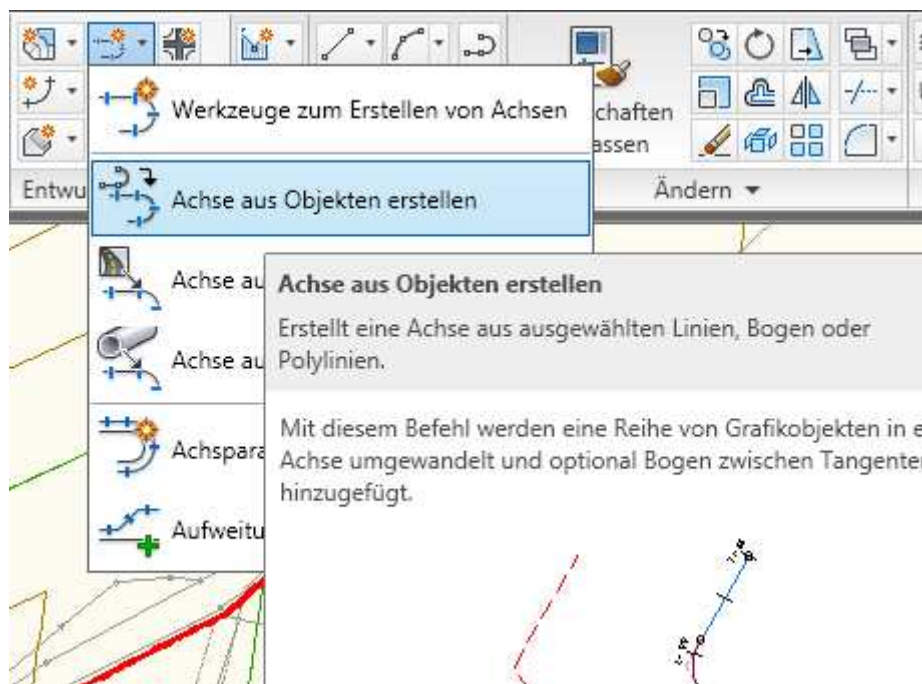 Werkzeuge zum Erstellen von Achsen
chaften
assen
Entwu
Ändern
Achse aus Objekten erstellen
Achse au
Achse au
Achspara
Aufweitu
Achse aus Objekten erstellen
Erstellt eine Achse aus ausgewählten Linien, Bogen oder
Polylinien.
Mit diesem Befehl werden eine Reihe von Grafikobjekten in e
Achse umgewandelt und optional Bogen zwischen Tangente
hinzugefügt.